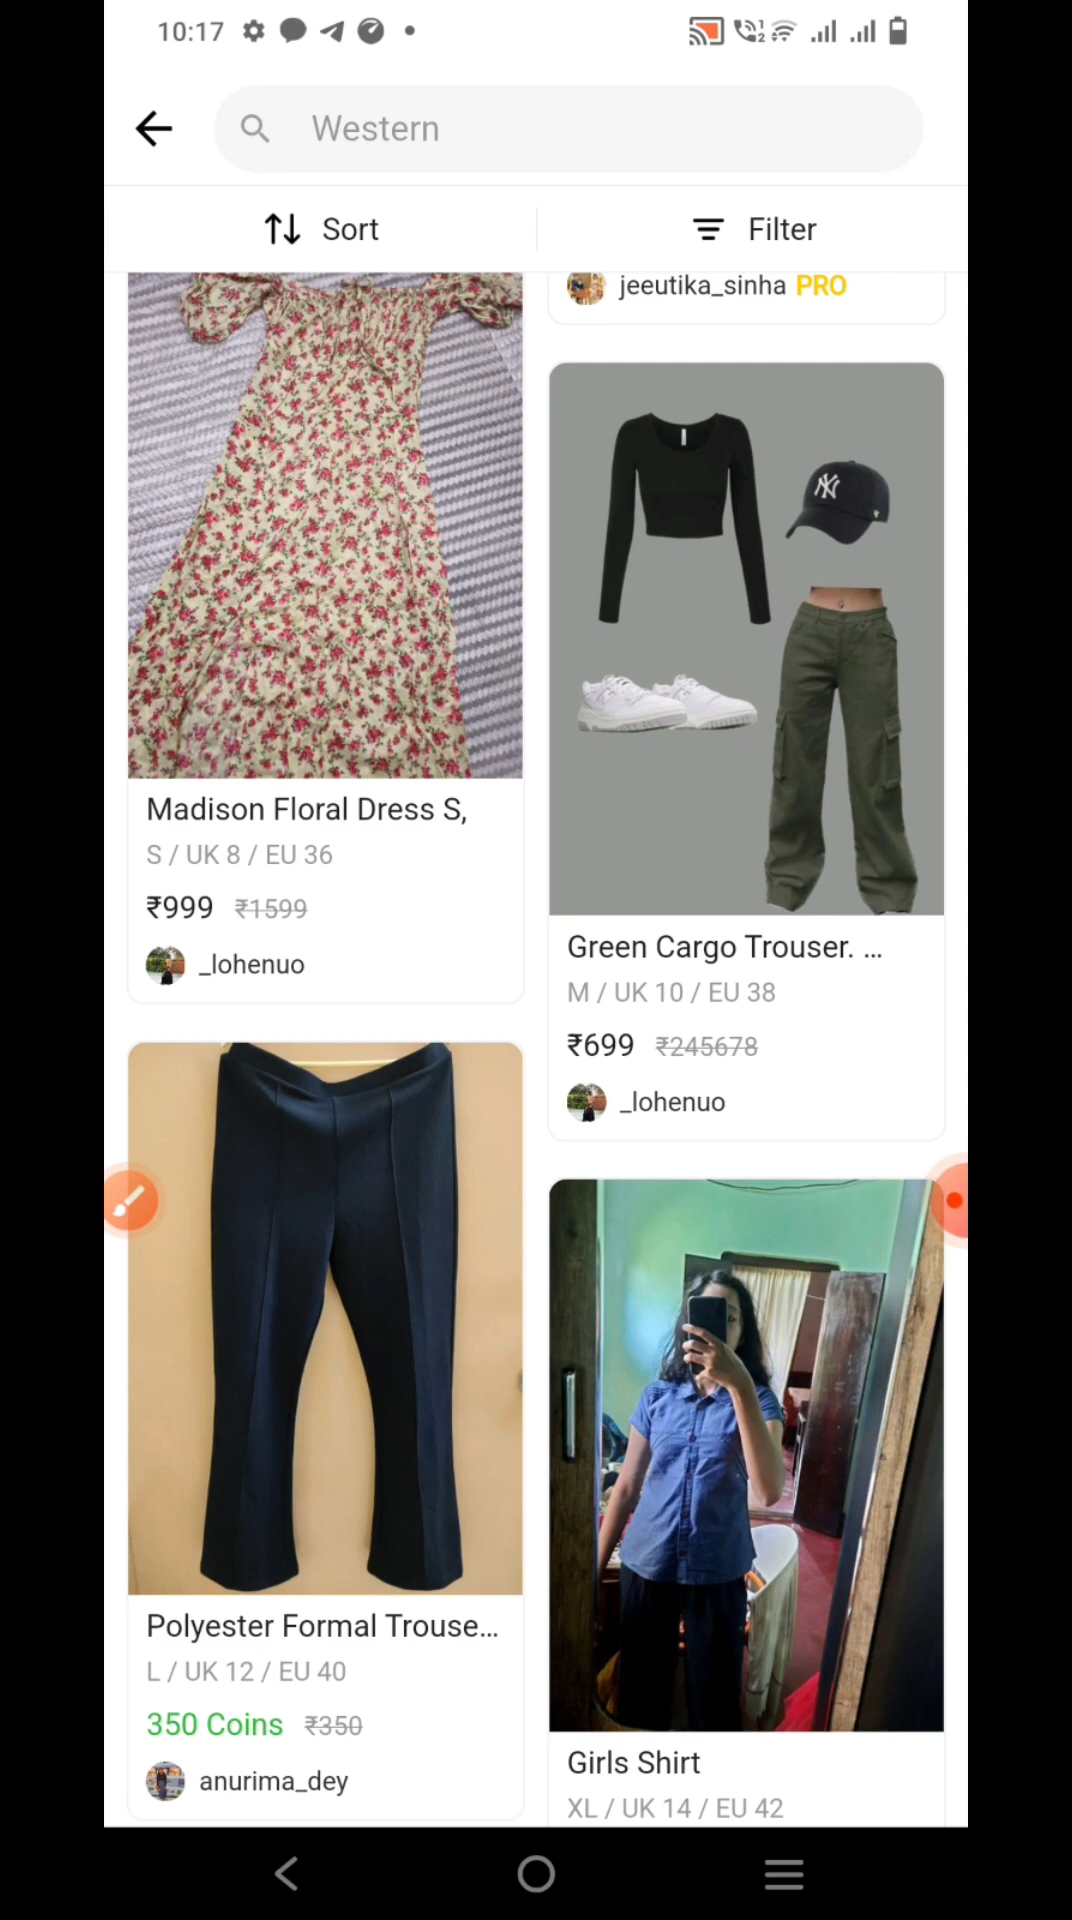 10:17
Western
Sort
Filter
jeeutika_sinha PRO
NY
Madison Floral Dress S,
S / UK 8 / EU 36
₹999 ₹1599
_lohenuo
Green Cargo Trouser. ...
M / UK 10 / EU 38
₹699 ₹245678
_lohenuo
Polyester Formal Trouse...
L / UK 12 / EU 40
350 Coins ₹350
anurima_dey
Girls Shirt
XL / UK 14 / EU 42